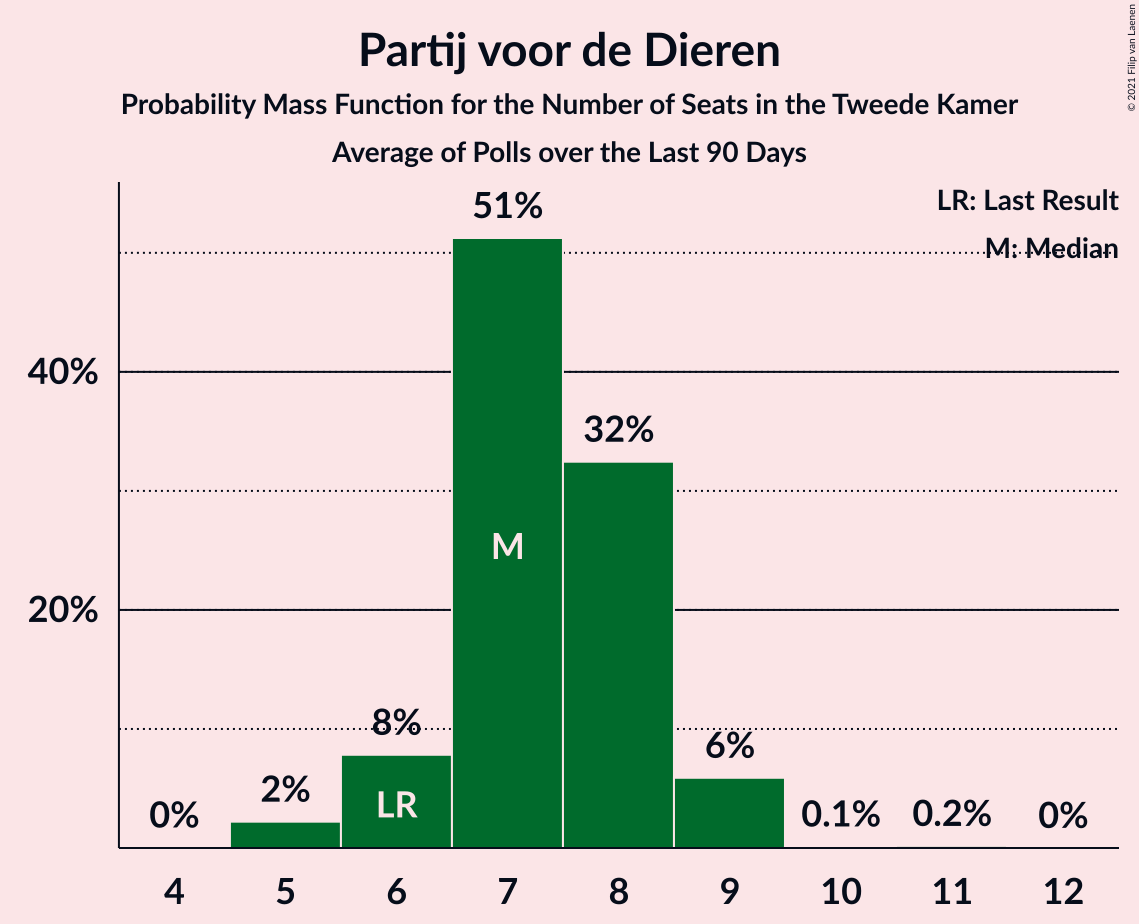 © 2021 Filip van Laenen
Partij voor de Dieren
Probability Mass Function for the Number of Seats in the Tweede Kamer
Average of Polls over the Last 90 Days
LR: Last Result
M: Median
51%
40%
32%
M
20%
8%
6%
2%
LR
0%
0.1%
0.2%
0%
4 5 6 7 8 9 10 11 12